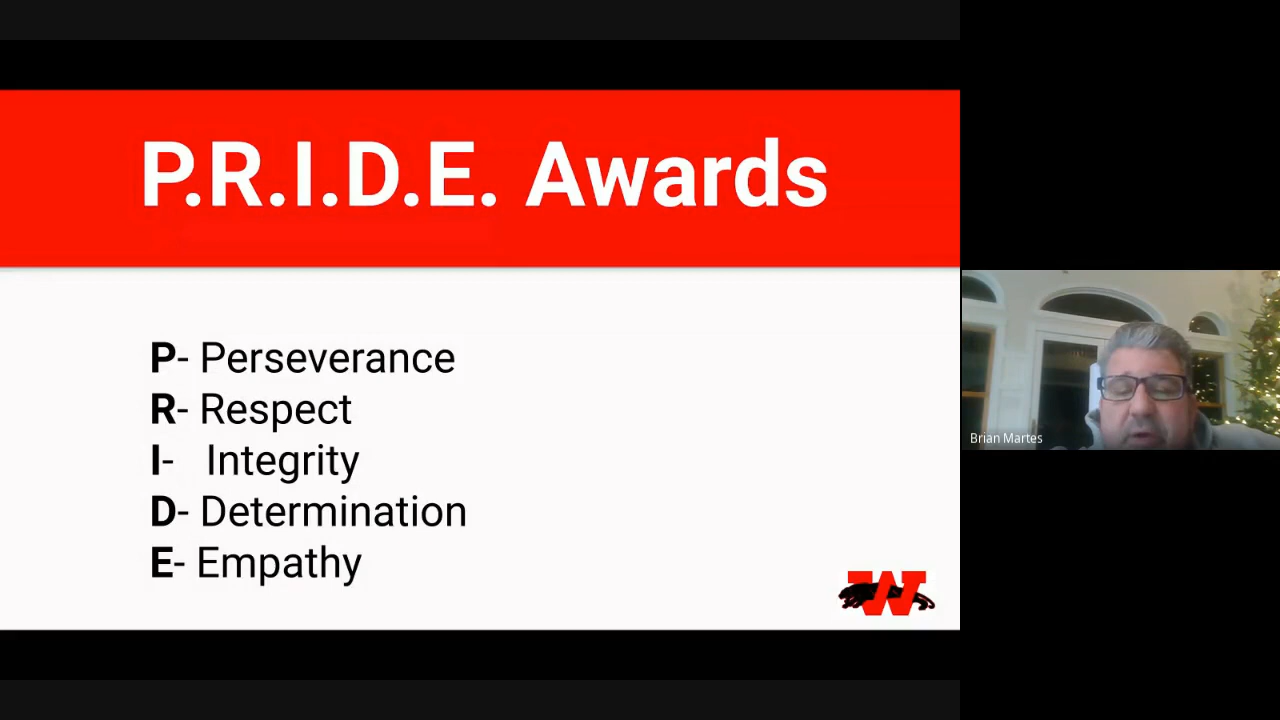 P.R.I.D.E. Awards
P- Perseverance
R- Respect
I- Integrity
D- Determination
E- Empathy
W
Brian Martes